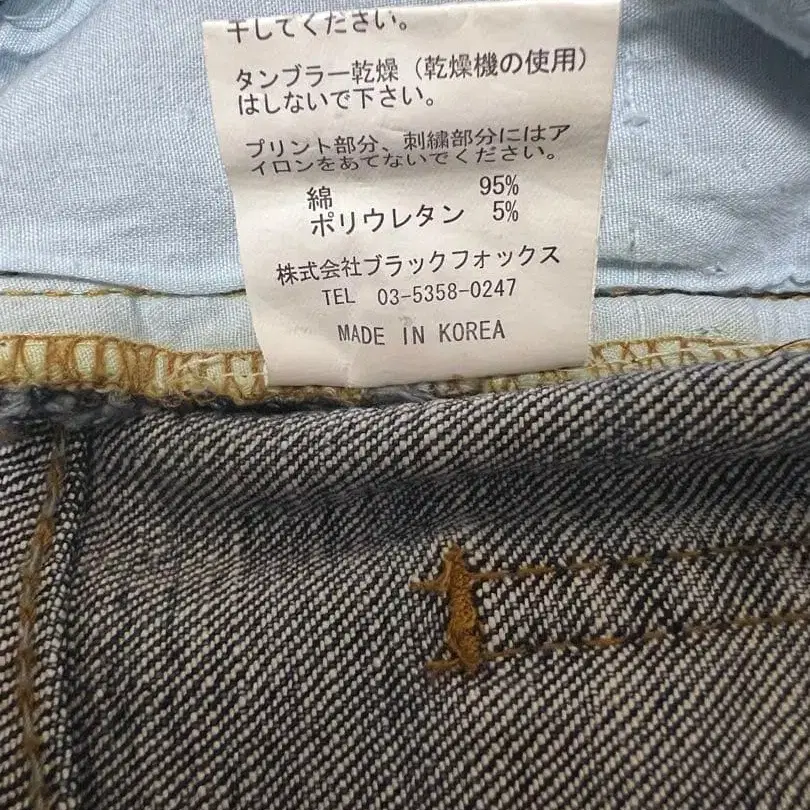 干してください。
タンブラー乾燥（乾燥機の使用）
はしないで下さい。
プリント部分、刺繍部分にはア
イロンをあてないでください。
綿 95%
ポリウレタン 5%
株式会社ブラックフォックス
TEL 03-5358-0247
MADE IN KOREA